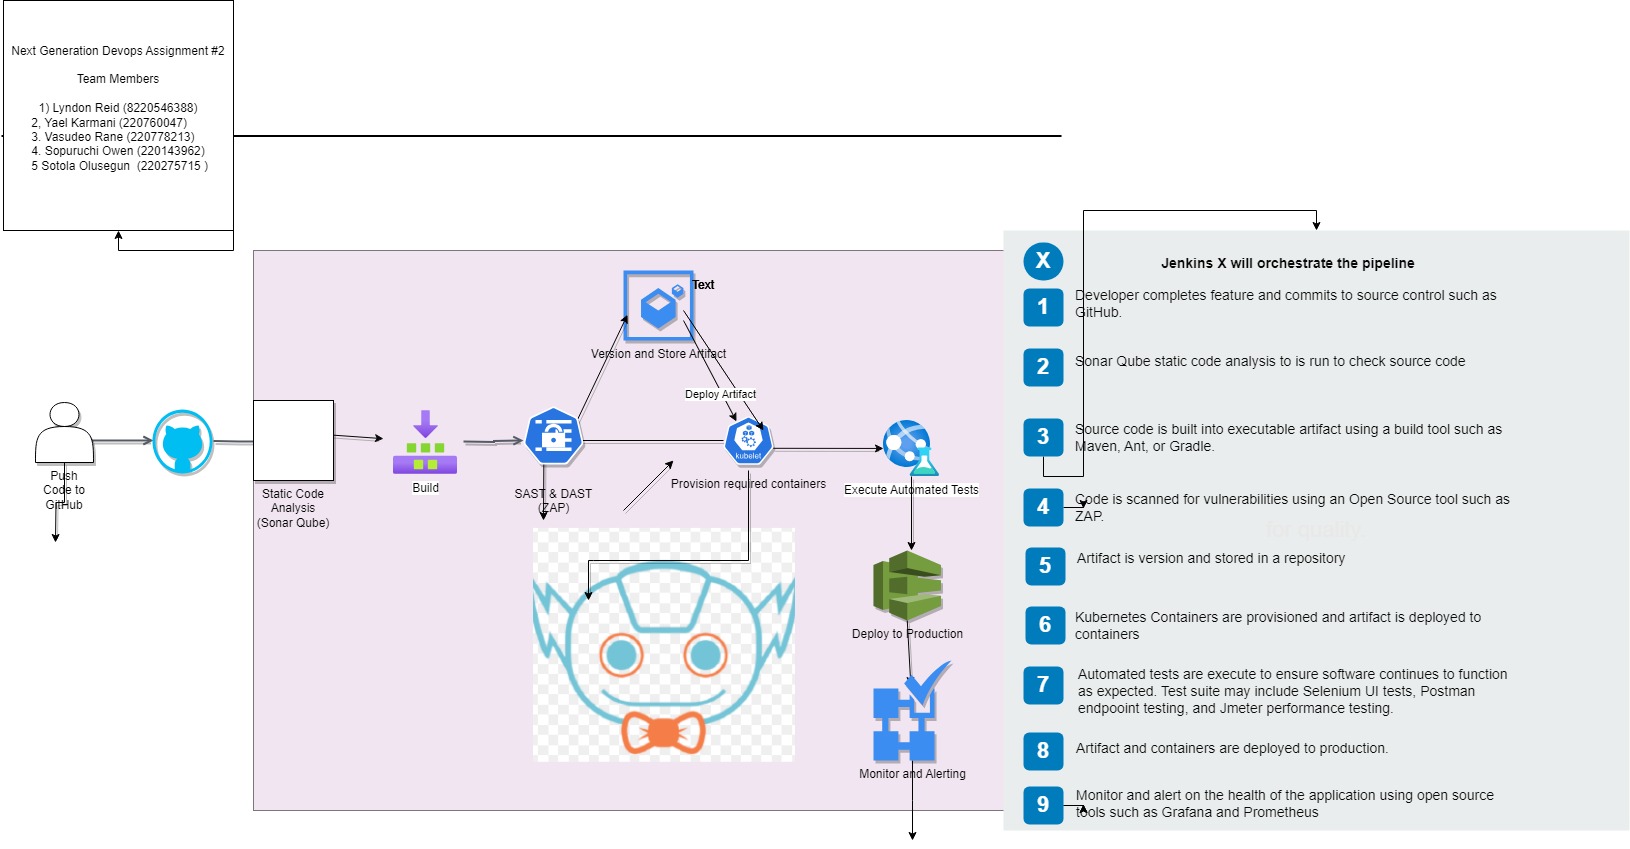 Next Generation Devops Assignment #2
Team Members
1) Lyndon Reid (8220546388)
2, Yael Karmani (220760047)
3. Vasudeo Rane (220778213)
4. Sopuruchi Owen (220143962)
5 Sotola Olusegun (220275715 )
Push
Code to
GitHub
Static Code
Analysis
(Sonar Qube)
Build
SAST & DAST
(ZAP)
Text
Version and Store Artifact
Deploy Artifact
kubelet
Provision required containers
Execute Automated Tests
Deploy to Production
Monitor and Alerting
X
Jenkins X will orchestrate the pipeline
1
Developer completes feature and commits to source control such as
GitHub.
2
Sonar Qube static code analysis to is run to check source code
3
Source code is built into executable artifact using a build tool such as
Maven, Ant, or Gradle.
4
Code is scanned for vulnerabilities using an Open Source tool such as
ZAP.
for quality
5
Artifact is version and stored in a repository
6
Kubernetes Containers are provisioned and artifact is deployed to
containers
7
Automated tests are execute to ensure software continues to function
as expected. Test suite may include Selenium UI tests, Postman
endpooint testing, and Jmeter performance testing.
8
Artifact and containers are deployed to production.
9
Monitor and alert on the health of the application using open source
tools such as Grafana and Prometheus